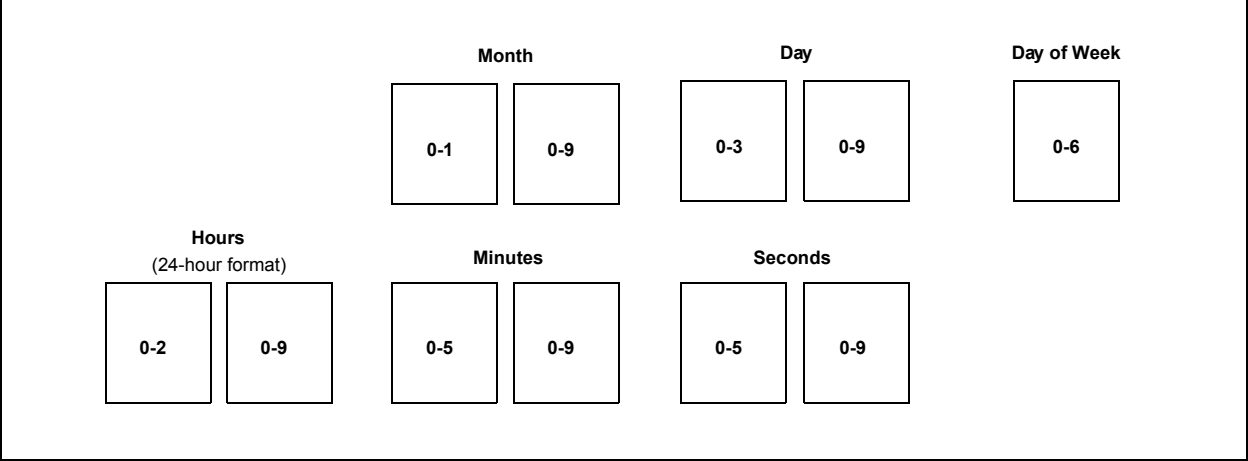 Month Day Day of Week
0-1 0-9 0-3 0-9 0-6
Hours
(24-hour format) Minutes Seconds
0-2 0-9 0-5 0-9 0-5 0-9